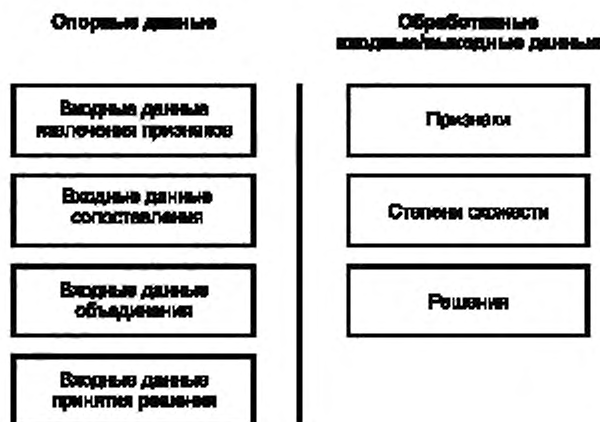 Опорные данные
Обработанные
входные/выходные данные
Входные данные
извлечения признаков
Признаки
Входные данные
сопоставления
Степени схожести
Входные данные
объединения
Решения
Входные данные
принятия решения